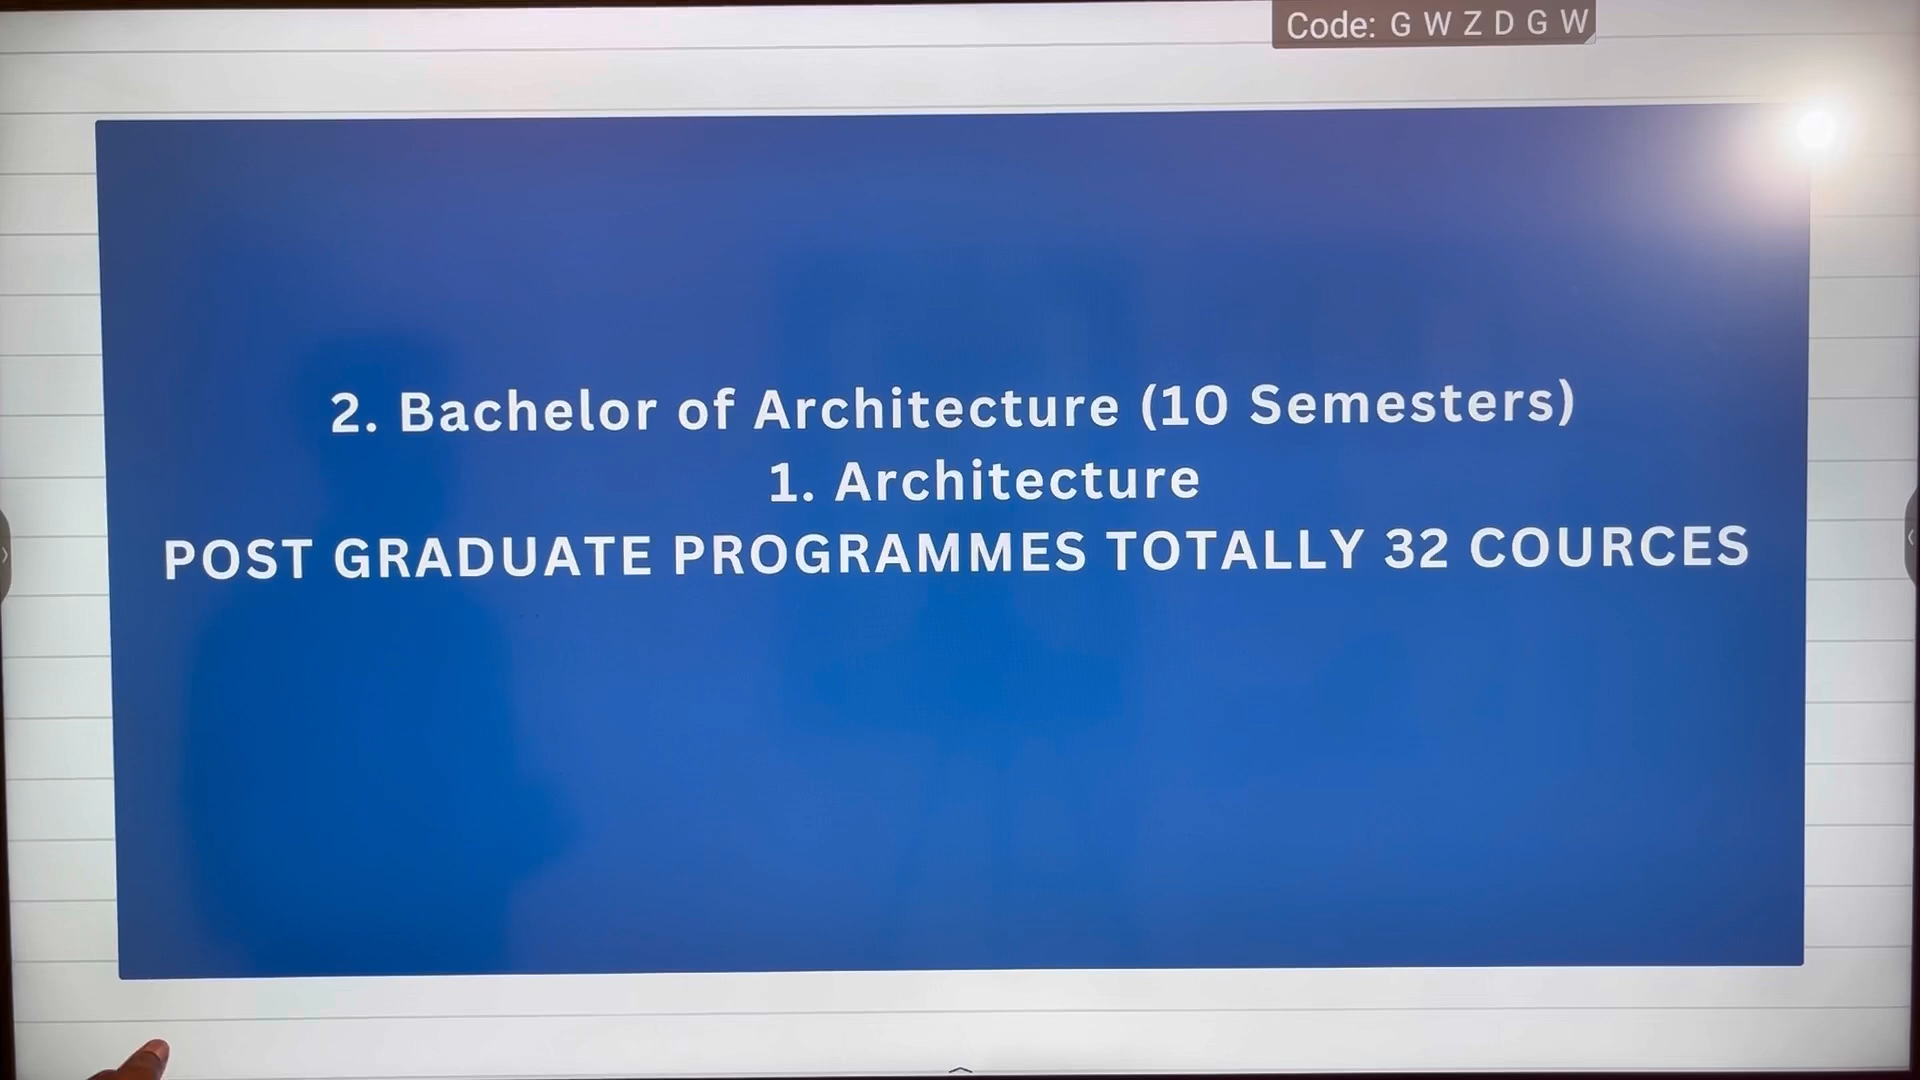 Code: G W Z D G W
2. Bachelor of Architecture (10 Semesters)
1. Architecture
POST GRADUATE PROGRAMMES TOTALLY 32 COURCES